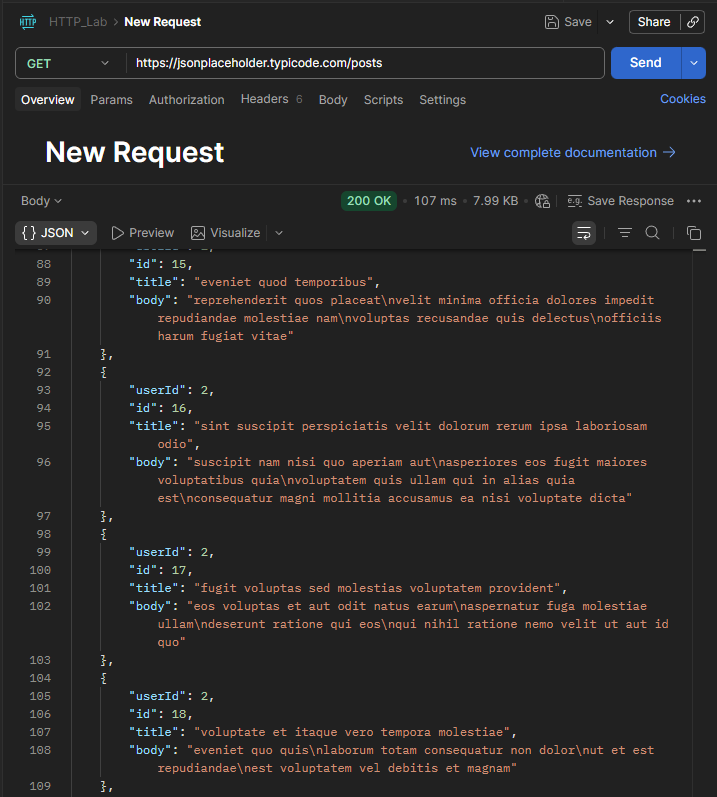 HTTP HTTP_Lab > New Request Save Share
GET https://jsonplaceholder.typicode.com/posts Send
Overview Params Authorization Headers 6 Body Scripts Settings Cookies
New Request View complete documentation →
Body 200 OK • 107 ms • 7.99 KB • e.g. Save Response •••
{} JSON Preview Visualize
88 "id": 15,
89 "title": "eveniet quod temporibus",
90 "body": "reprehenderit quos placeat\nvelit minima officia dolores impedit
repudiandae molestiae nam\nvoluptas recusandae quis delectus\nofficiis
harum fugiat vitae"
91 },
92 {
93 "userId": 2,
94 "id": 16,
95 "title": "sint suscipit perspiciatis velit dolorum rerum ipsa laboriosam
odio",
96 "body": "suscipit nam nisi quo aperiam aut\nasperiores eos fugit maiores
voluptatibus quia\nvoluptatem quis ullam qui in alias quia
est\nconsequatur magni mollitia accusamus ea nisi voluptate dicta"
97 },
98 {
99 "userId": 2,
100 "id": 17,
101 "title": "fugit voluptas sed molestias voluptatem provident",
102 "body": "eos voluptas et aut odit natus earum\naspernatur fuga molestiae
ullam\ndeserunt ratione qui eos\nqui nihil ratione nemo velit ut aut id
quo"
103 },
104 {
105 "userId": 2,
106 "id": 18,
107 "title": "voluptate et itaque vero tempora molestiae",
108 "body": "eveniet quo quis\nlaborum totam consequatur non dolor\nut et est
repudiandae\nest voluptatem vel debitis et magnam"
109 },